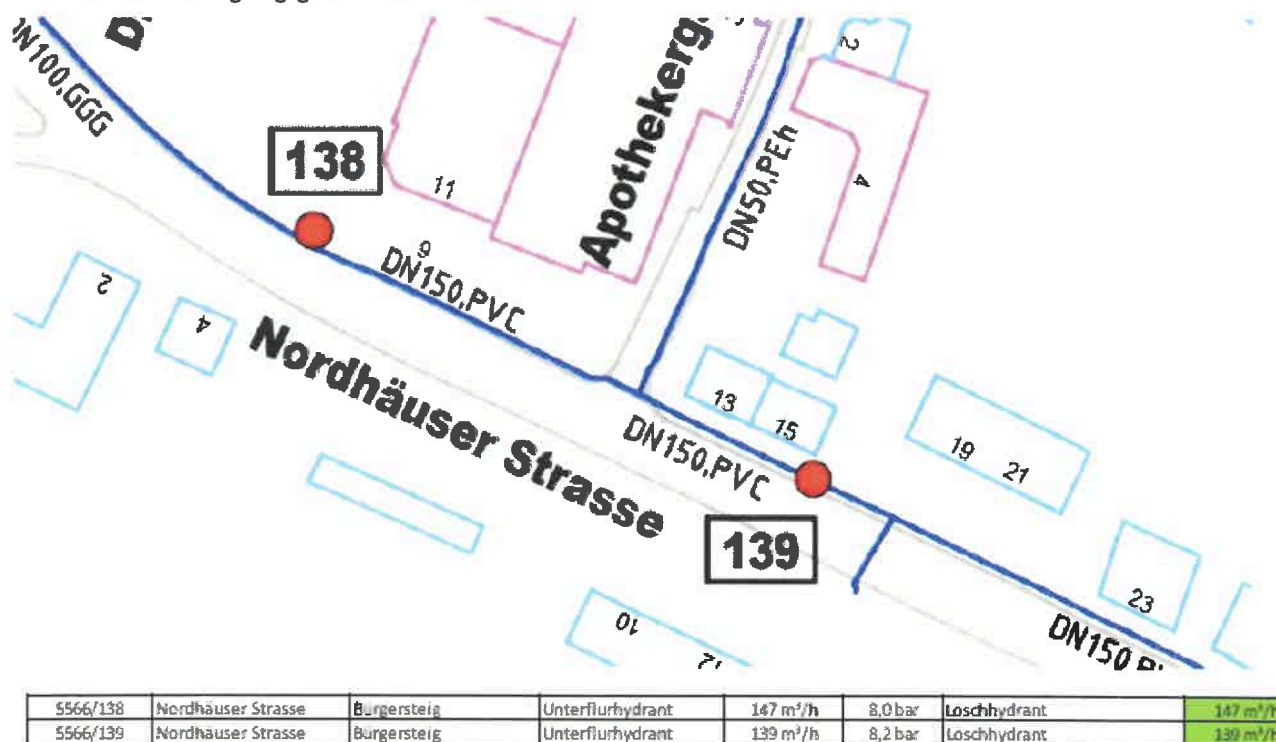 DN100.GGG
138
11
9
Apothekerg
2
4
DN50.PEh
DN150.PVC
2
4
Nordhäuser Strasse
13
15
19
21
DN150.PVC
139
23
10
12
DN150
5566/138 Nordhäuser Strasse Bürgersteig Unterflurhydrant 147 m³/h 8,0 bar Löschhydrant 147 m³/h
5566/139 Nordhäuser Strasse Bürgersteig Unterflurhydrant 139 m³/h 8,2 bar Löschhydrant 139 m³/h